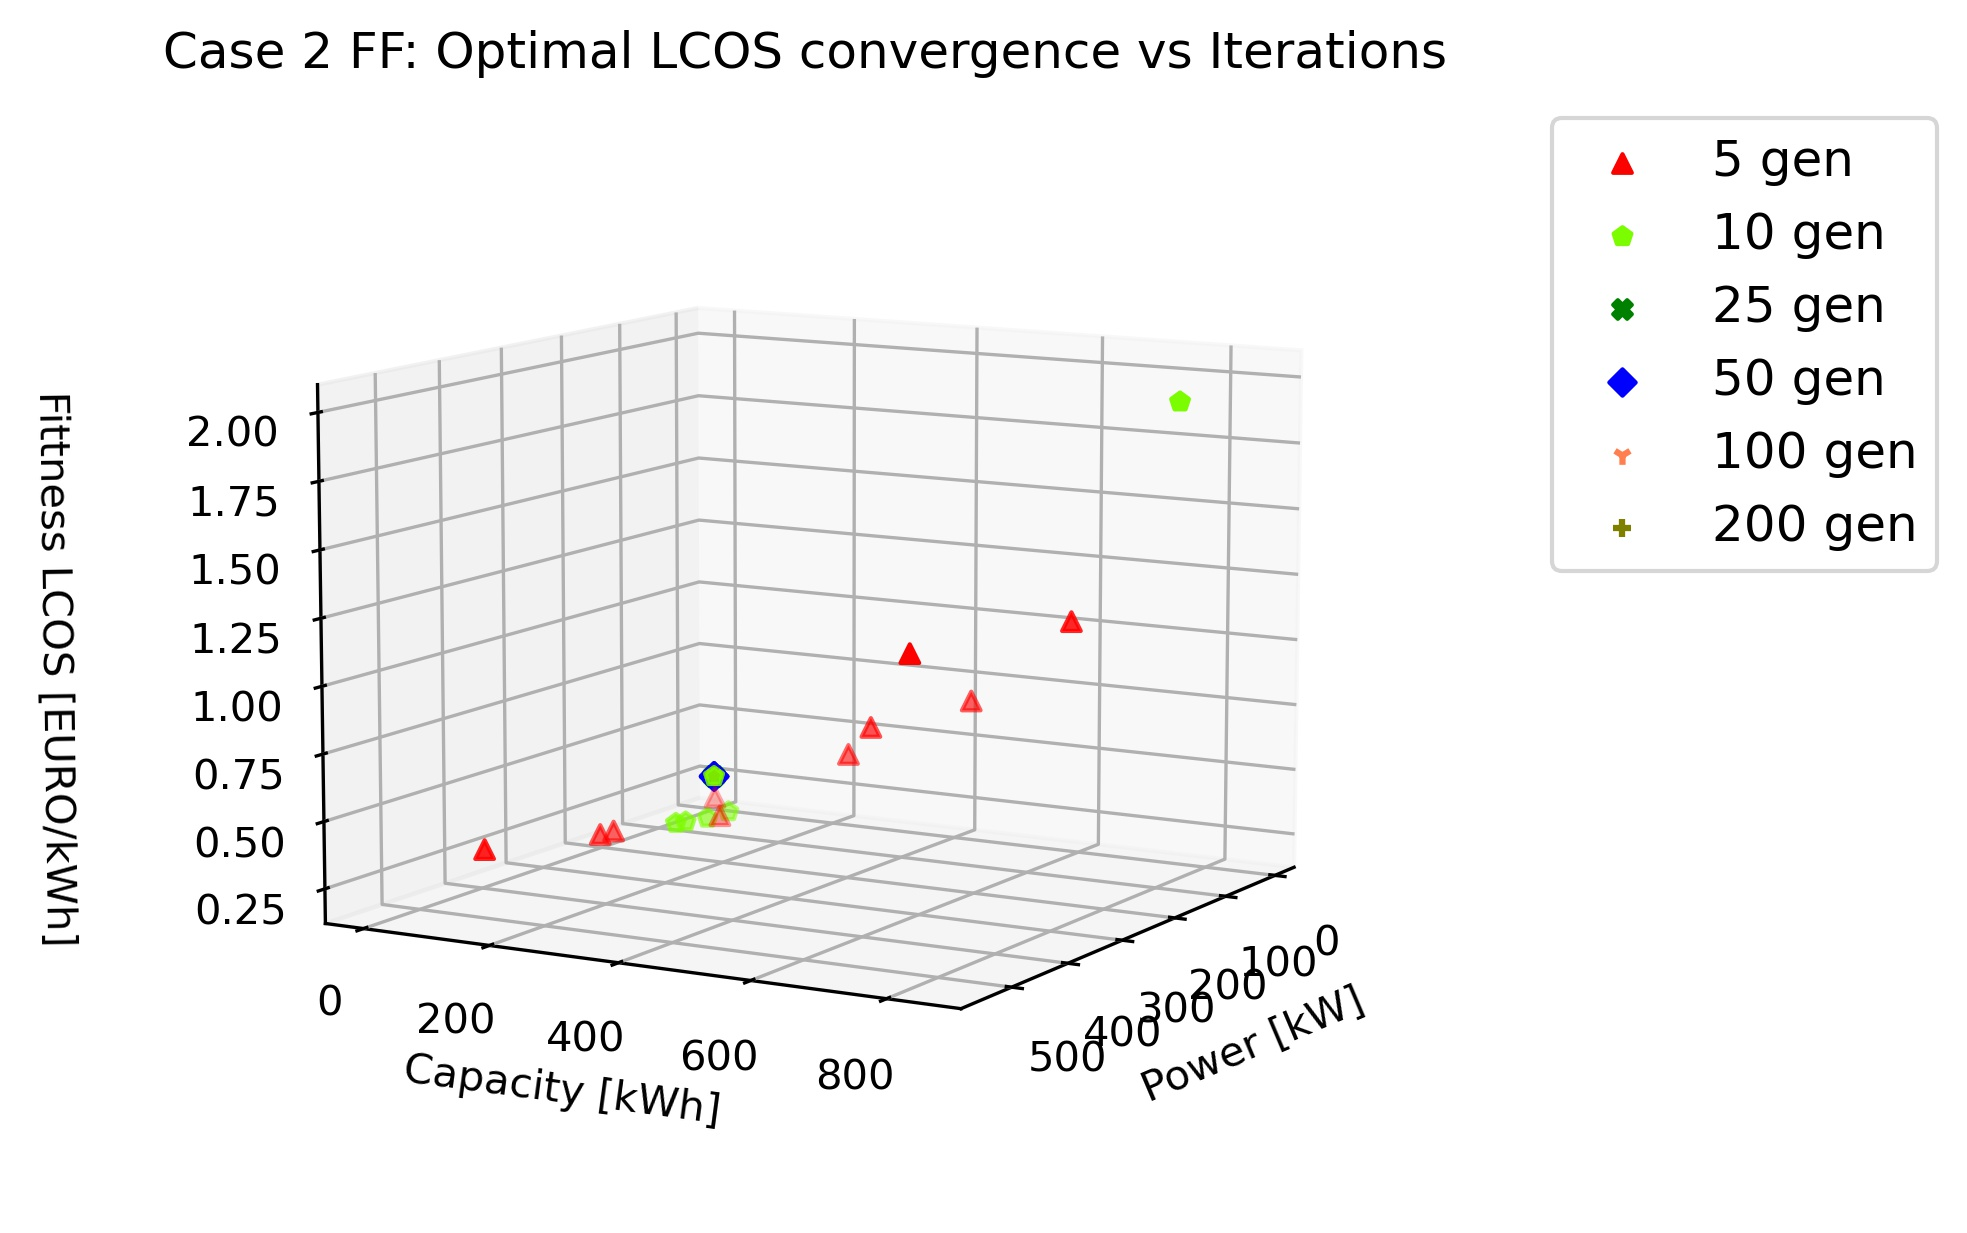 Case 2 FF: Optimal LCOS convergence vs Iterations
5 gen
10 gen
25 gen
50 gen
100 gen
200 gen
Fittness LCOS [EURO/kWh]
2.00
1.75
1.50
1.25
1.00
0.75
0.50
0.25
0
200
400
600
800
Capacity [kWh]
0
100
200
300
400
500
Power [kW]